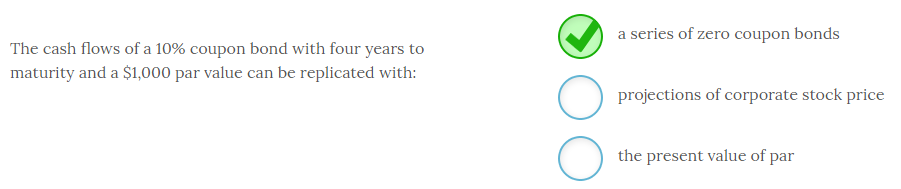 The cash flows of a 10% coupon bond with four years to
maturity and a $1,000 par value can be replicated with:
a series of zero coupon bonds
projections of corporate stock price
the present value of par